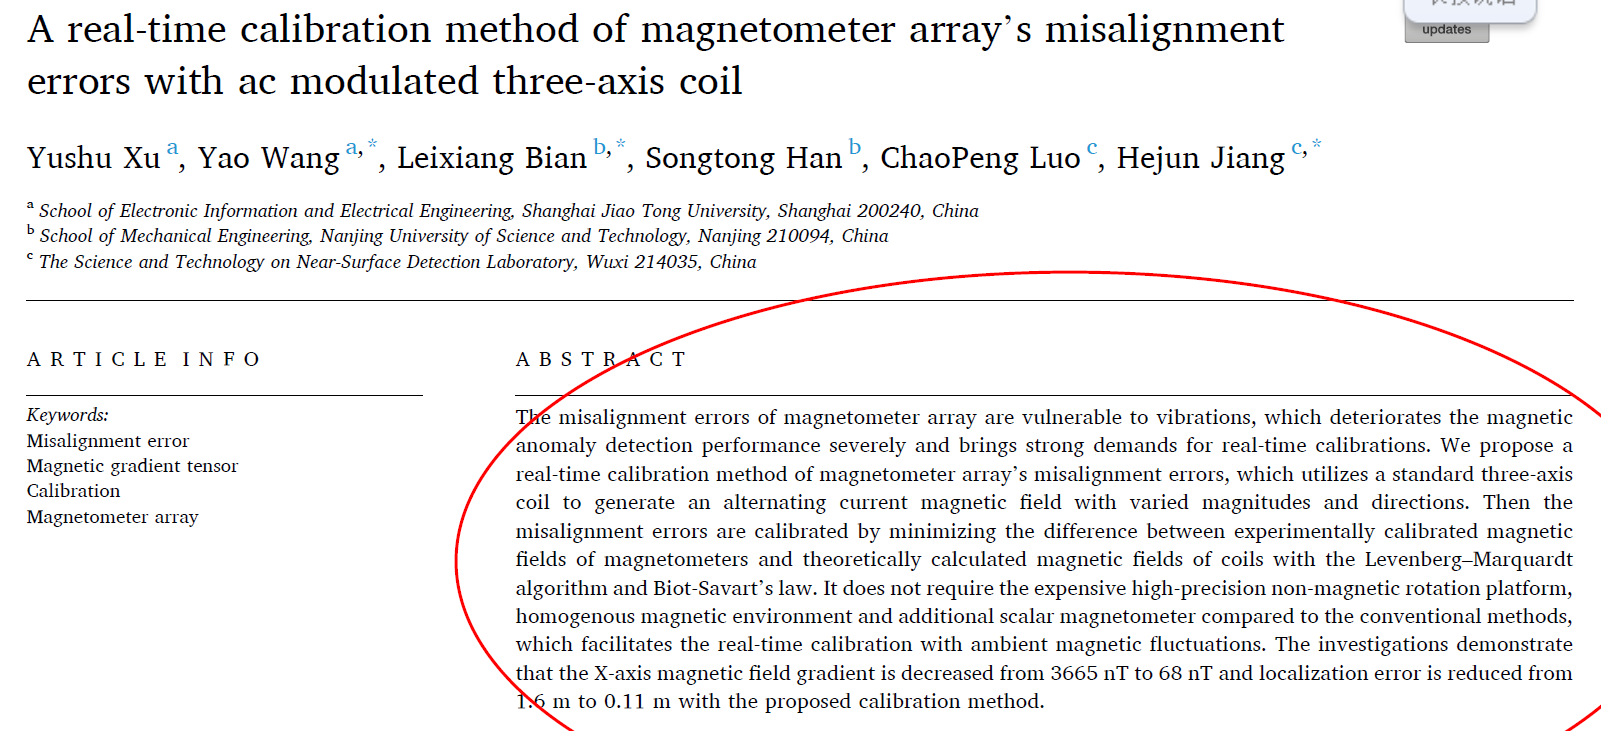 A real-time calibration method of magnetometer array's misalignment
errors with ac modulated three-axis coil
updates
Yushu Xu a, Yao Wang a,*, Leixiang Bian b,*, Songtong Han b, ChaoPeng Luo c, Hejun Jiang c,*
a School of Electronic Information and Electrical Engineering, Shanghai Jiao Tong University, Shanghai 200240, China
b School of Mechanical Engineering, Nanjing University of Science and Technology, Nanjing 210094, China
c The Science and Technology on Near-Surface Detection Laboratory, Wuxi 214035, China
ARTICLE INFO
Keywords:
Misalignment error
Magnetic gradient tensor
Calibration
Magnetometer array
ABSTRACT
The misalignment errors of magnetometer array are vulnerable to vibrations, which deteriorates the magnetic
anomaly detection performance severely and brings strong demands for real-time calibrations. We propose a
real-time calibration method of magnetometer array's misalignment errors, which utilizes a standard three-axis
coil to generate an alternating current magnetic field with varied magnitudes and directions. Then the
misalignment errors are calibrated by minimizing the difference between experimentally calibrated magnetic
fields of magnetometers and theoretically calculated magnetic fields of coils with the Levenberg–Marquardt
algorithm and Biot-Savart's law. It does not require the expensive high-precision non-magnetic rotation platform,
homogenous magnetic environment and additional scalar magnetometer compared to the conventional methods,
which facilitates the real-time calibration with ambient magnetic fluctuations. The investigations demonstrate
that the X-axis magnetic field gradient is decreased from 3665 nT to 68 nT and localization error is reduced from
1.6 m to 0.11 m with the proposed calibration method.